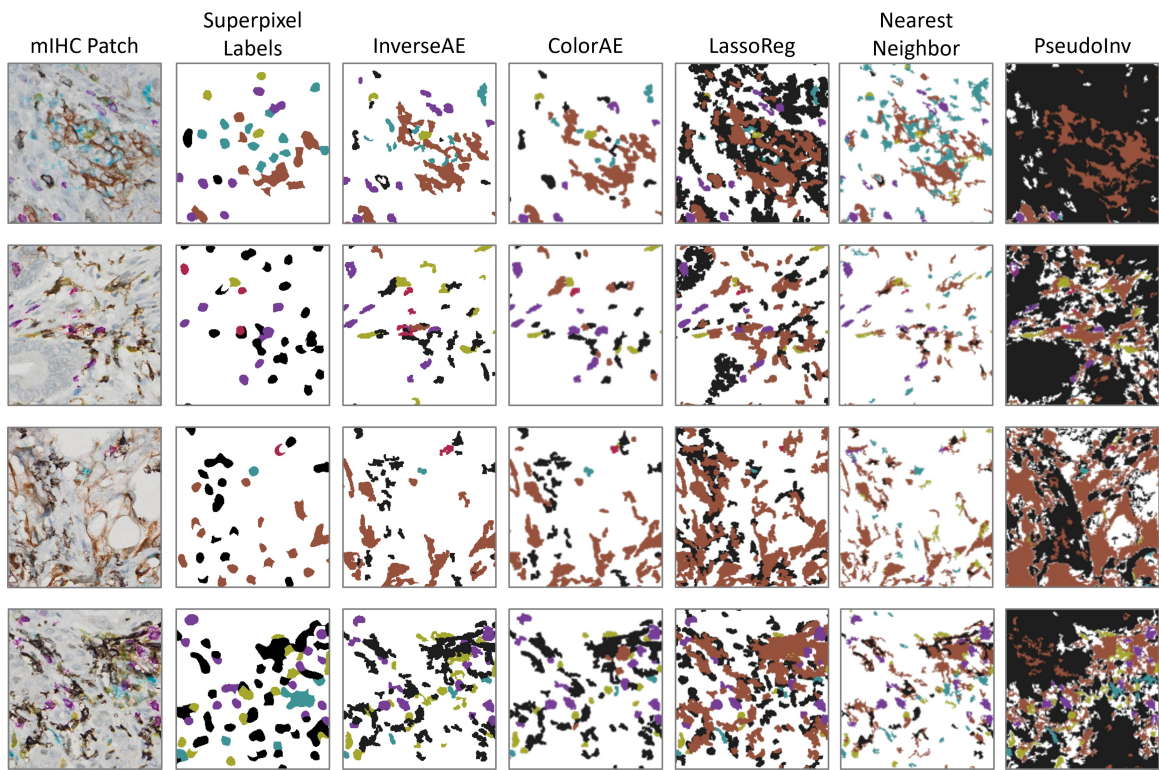 mIHC Patch
Superpixel
Labels
InverseAE
ColorAE
LassoReg
Nearest
Neighbor
PseudoInv